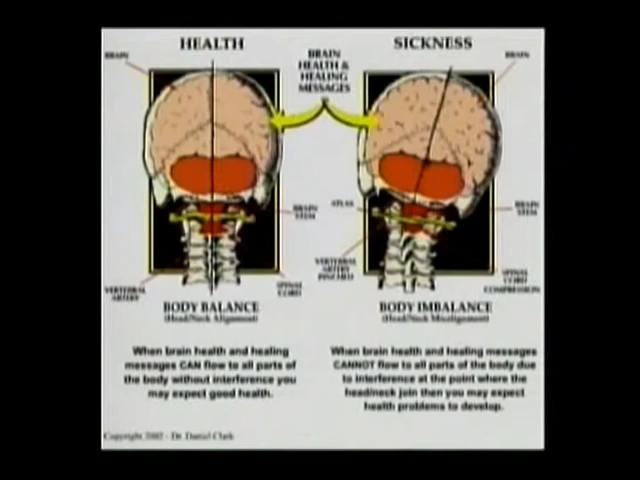 HEALTH
SICKNESS
BRAIN
HEALTH &
HEALING
MESSAGES
BRAIN
BRAIN
BRAIN
STEM
ATLAS
BRAIN
STEM
VERTEBRAL
ARTERY
SPINAL
CORD
VERTEBRAL
ARTERY
PINCHED
SPINAL
CORD
COMPRESSION
BODY BALANCE
(Head/Neck Alignment)
BODY IMBALANCE
(Head/Neck Misalignment)
When brain health and healing
messages CAN flow to all parts of
the body without interference you
may expect good health.
When brain health and healing messages
CANNOT flow to all parts of the body due
to interference at the point where the
head/neck join then you may expect
health problems to develop.
Copyright 2002 - Dr. Daniel Clark